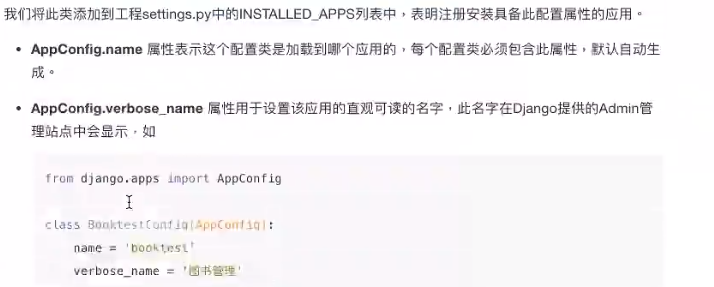 我们将此类添加到工程settings.py中的INSTALLED_APPS列表中，表明注册安装具备此配置属性的应用。
• AppConfig.name 属性表示这个配置类是加载到哪个应用的，每个配置类必须包含此属性，默认自动生
成。
• AppConfig.verbose_name 属性用于设置该应用的直观可读的名字，此名字在Django提供的Admin管
理站点中会显示，如
from django.apps import AppConfig
class BooktestConfig(AppConfig):
name = 'booktest'
verbose_name = '图书管理'